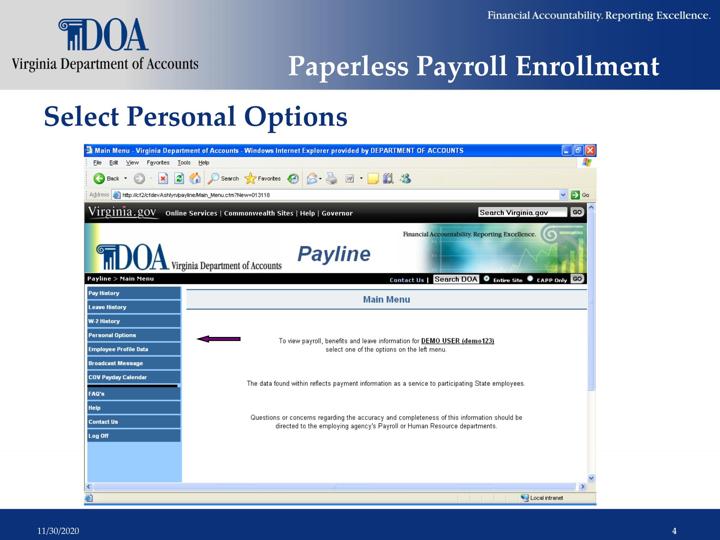 Financial Accountability. Reporting Excellence.
DOA
Virginia Department of Accounts
Paperless Payroll Enrollment
Select Personal Options
Main Menu - Virginia Department of Accounts - Windows Internet Explorer provided by DEPARTMENT OF ACCOUNTS
File Edit View Favorites Tools Help
Back Search Favorites
Address http://cf2/cfdevAshlyn/payline/Main_Menu.cfm?New=013118 Go
Virginia.gov Online Services | Commonwealth Sites | Help | Governor Search Virginia.gov GO
Financial Accountability. Reporting Excellence.
DOA Virginia Department of Accounts Payline
Payline > Main Menu Contact Us | Search DOA Entire Site CAPP Only GO
Pay History
Leave History
W-2 History
Personal Options
Employee Profile Data
Broadcast Message
COV Payday Calendar
FAQ's
Help
Contact Us
Log Off
Main Menu
To view payroll, benefits and leave information for DEMO USER (demo123)
select one of the options on the left menu.
The data found within reflects payment information as a service to participating State employees.
Questions or concerns regarding the accuracy and completeness of this information should be
directed to the employing agency's Payroll or Human Resource departments.
Local intranet
11/30/2020
4